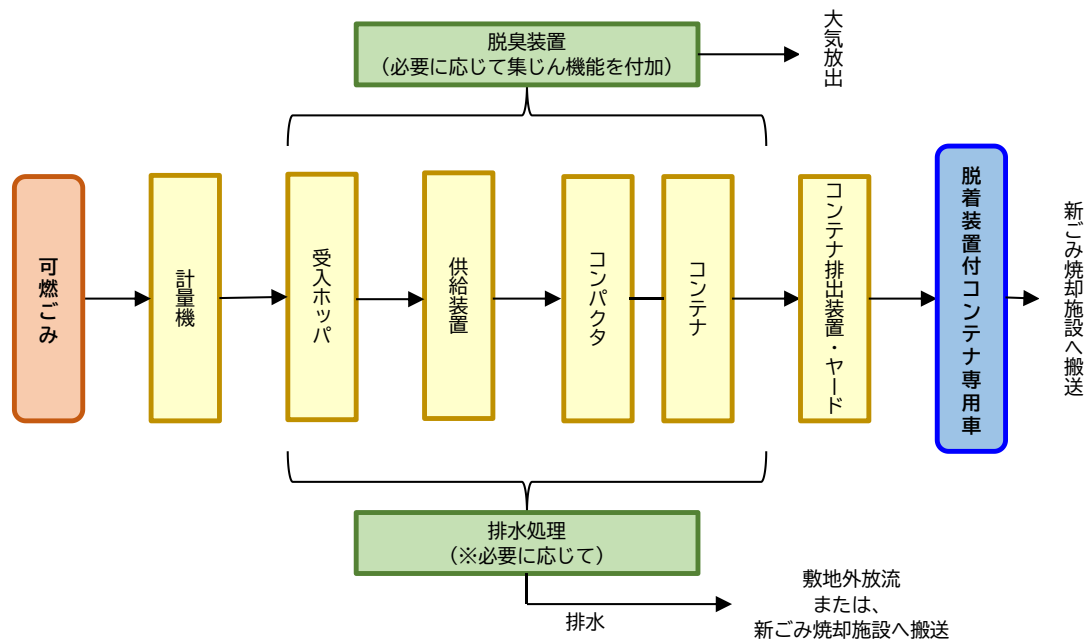 脱臭装置
（必要に応じて集じん機能を付加）
大気放出
可燃ごみ
計量機
受入ホッパ
供給装置
コンパクタ
コンテナ
コンテナ排出装置・ヤード
脱着装置付コンテナ専用車
新ごみ焼却施設へ搬送
排水処理
（※必要に応じて）
排水
敷地外放流
または、
新ごみ焼却施設へ搬送